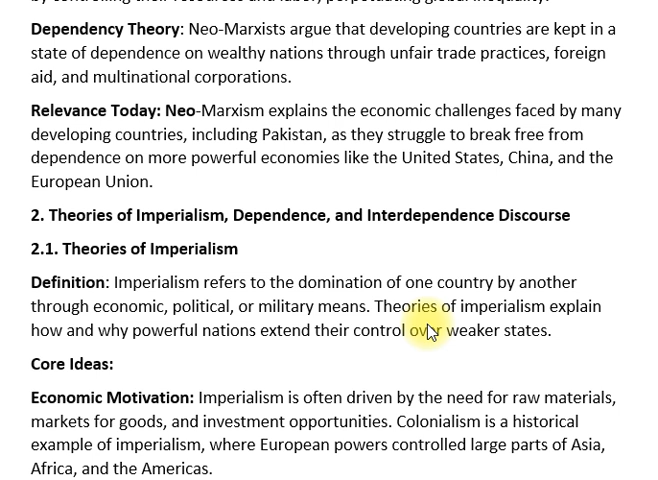 Dependency Theory: Neo-Marxists argue that developing countries are kept in a
state of dependence on wealthy nations through unfair trade practices, foreign
aid, and multinational corporations.
Relevance Today: Neo-Marxism explains the economic challenges faced by many
developing countries, including Pakistan, as they struggle to break free from
dependence on more powerful economies like the United States, China, and the
European Union.
2. Theories of Imperialism, Dependence, and Interdependence Discourse
2.1. Theories of Imperialism
Definition: Imperialism refers to the domination of one country by another
through economic, political, or military means. Theories of imperialism explain
how and why powerful nations extend their control over weaker states.
Core Ideas:
Economic Motivation: Imperialism is often driven by the need for raw materials,
markets for goods, and investment opportunities. Colonialism is a historical
example of imperialism, where European powers controlled large parts of Asia,
Africa, and the Americas.